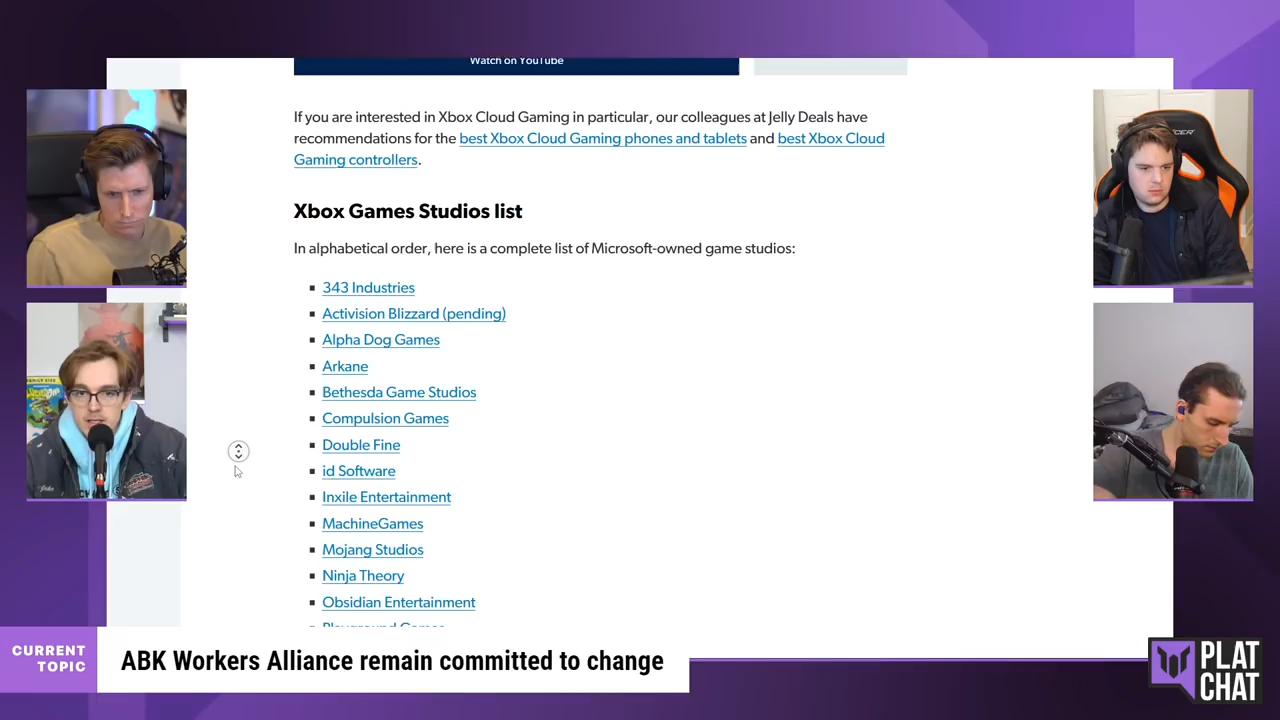 Watch on YouTube
If you are interested in Xbox Cloud Gaming in particular, our colleagues at Jelly Deals have
recommendations for the best Xbox Cloud Gaming phones and tablets and best Xbox Cloud
Gaming controllers.
Xbox Games Studios list
In alphabetical order, here is a complete list of Microsoft-owned game studios:
343 Industries
Activision Blizzard (pending)
Alpha Dog Games
Arkane
Bethesda Game Studios
Compulsion Games
Double Fine
id Software
Inxile Entertainment
MachineGames
Mojang Studios
Ninja Theory
Obsidian Entertainment
Playground Games
CURRENT
TOPIC
ABK Workers Alliance remain committed to change
PLAT
CHAT